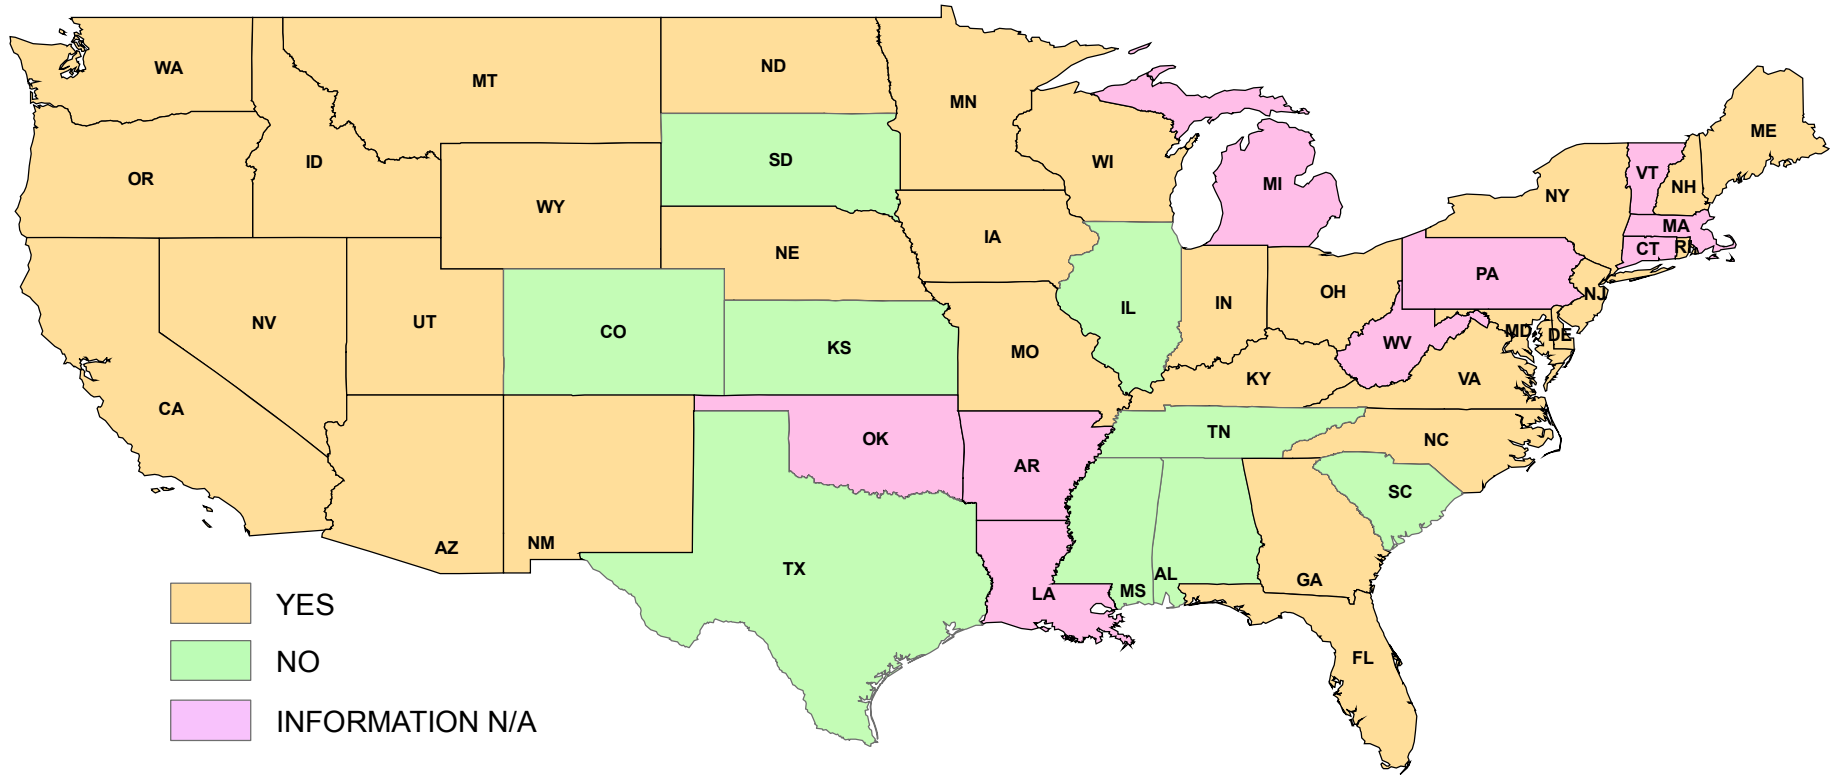 WA
MT
ND
MN
ME
OR
ID
SD
WI
MI
VT
NH
WY
NY
IA
MA
CT
RI
NE
PA
NV
UT
CO
KS
IL
IN
OH
NJ
MO
WV
MD
DE
CA
KY
VA
OK
TN
NC
AR
SC
AZ
NM
TX
LA
MS
AL
GA
FL
YES
NO
INFORMATION N/A